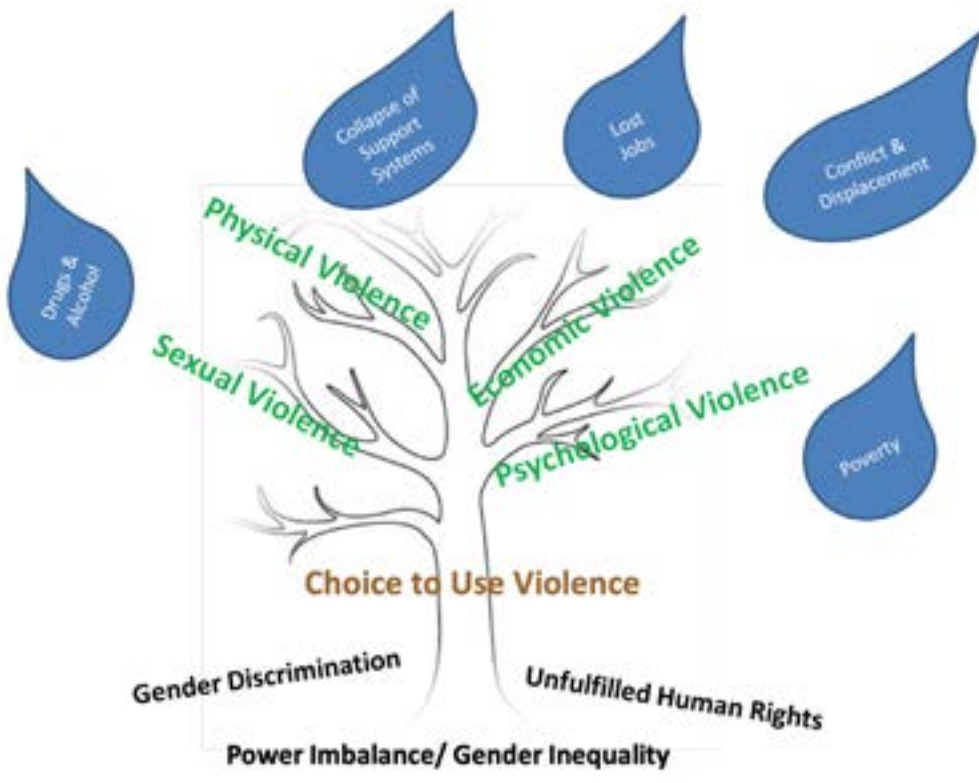 Collapse of
Support
Systems
Lost
Jobs
Conflict &
Displacement
Drugs &
Alcohol
Physical Violence
Economic Violence
Sexual Violence
Psychological Violence
Poverty
Choice to Use Violence
Gender Discrimination
Unfulfilled Human Rights
Power Imbalance/ Gender Inequality